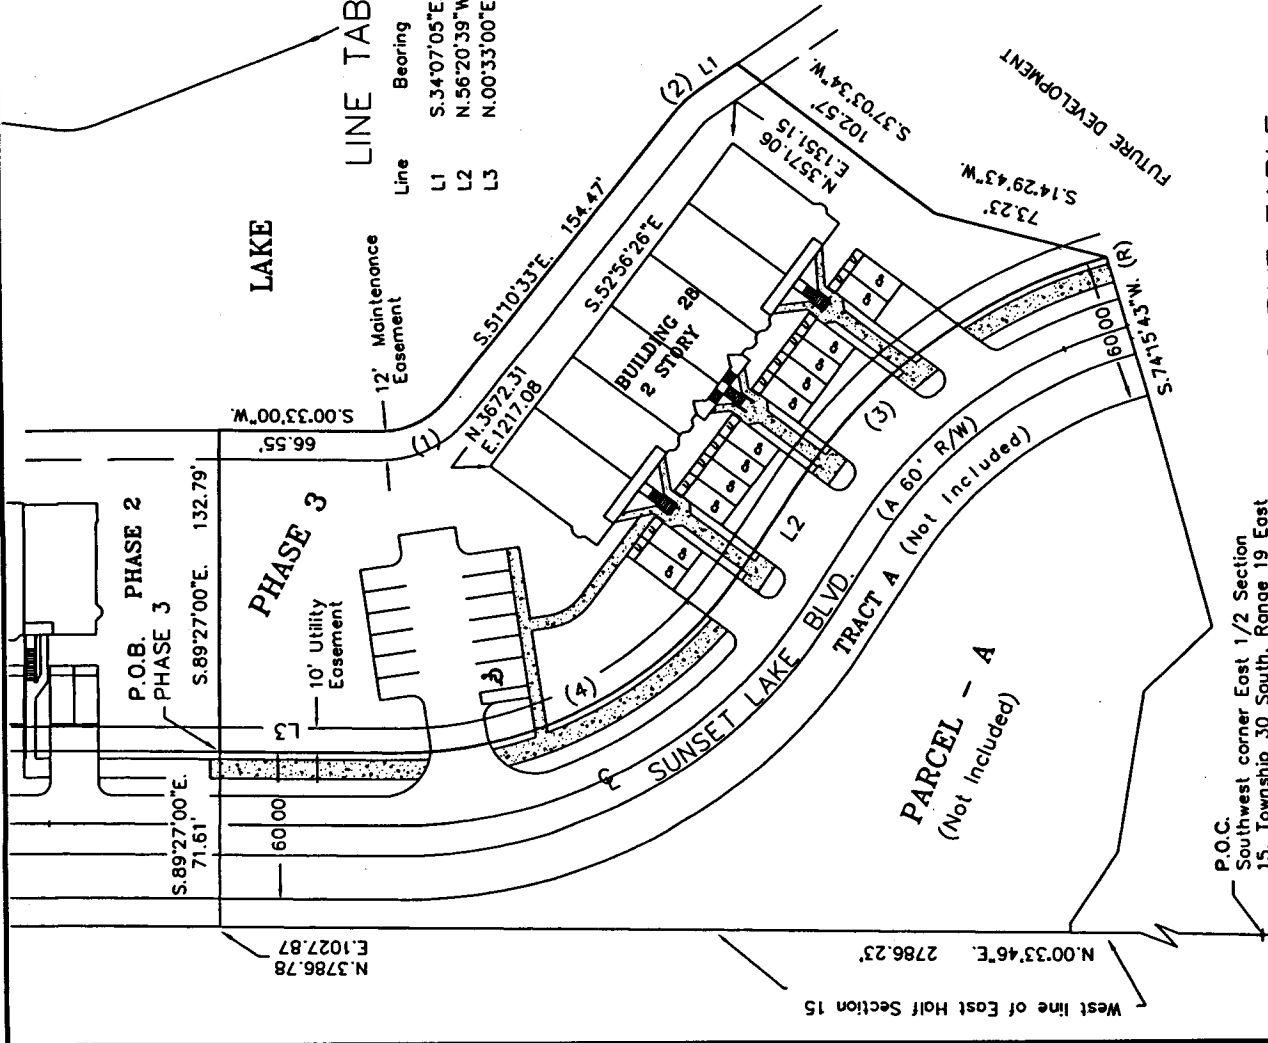 LINE TAB
Line Bearing
L1 S.34°07'05"E.
L2 N.56°20'39"W
L3 N.00°33'00"E
LAKE
12' Maintenance
Easement
S.00°33'00"W.
66.55'
(1)
S.51°10'33"E. 154.47'
S.52°56'26"E
(2)
L1
N.3672.31
E.1217.08
N.3571.06
E.1351.15
S.37°03'34"W.
102.57'
S.14°29'43"W.
73.23'
FUTURE DEVELOPMENT
BUILDING 28
2 STORY
PHASE 2
P.O.B.
PHASE 3
S.89°27'00"E. 132.79'
PHASE 3
10' Utility
Easement
L3
(4)
L2
(3)
S.89°27'00"E.
71.61'
60.00
60.00
S.74°15'43"W. (R)
SUNSET LAKE BLVD.
(A 60' R/W)
TRACT A (Not Included)
PARCEL - A
(Not Included)
N.3786.78
E.1027.87
N.00°33'46"E. 2786.23'
West line of East Half Section 15
P.O.C.
Southwest corner East 1/2 Section
15, Township 30 South, Range 19 East